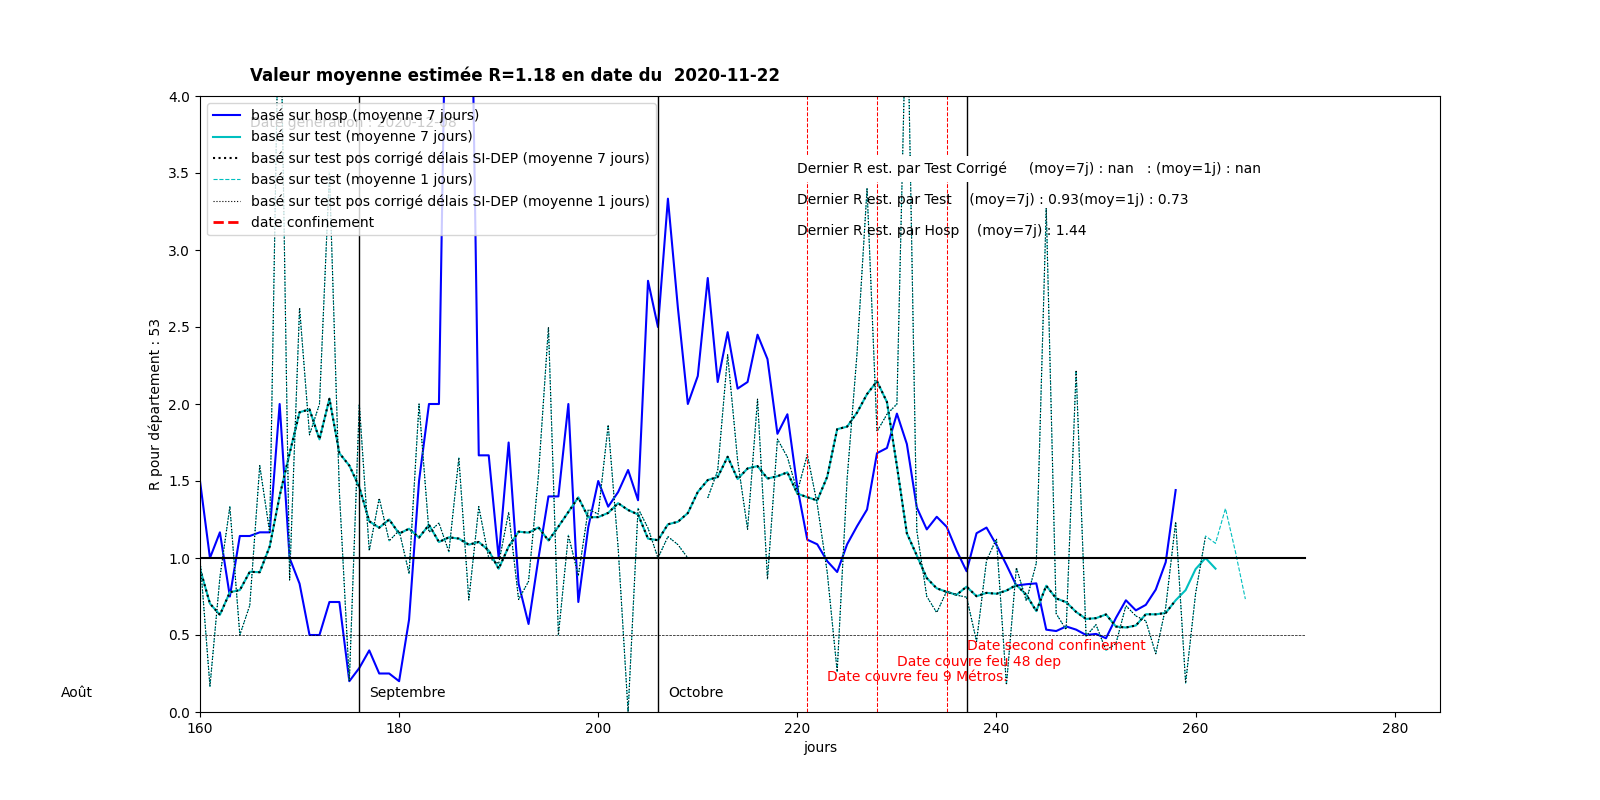 Valeur moyenne estimée R=1.18 en date du  2020-11-22
basé sur hosp (moyenne 7 jours)
basé sur test (moyenne 7 jours)
basé sur test pos corrigé délais SI-DEP (moyenne 7 jours)
basé sur test (moyenne 1 jours)
basé sur test pos corrigé délais SI-DEP (moyenne 1 jours)
date confinement
Dernier R est. par Test Corrigé (moy=7j) : nan : (moy=1j) : nan
Dernier R est. par Test (moy=7j) : 0.93(moy=1j) : 0.73
Dernier R est. par Hosp (moy=7j) : 1.44
R pour département : 53
4.0
3.5
3.0
2.5
2.0
1.5
1.0
0.5
0.0
Date second confinement
Date couvre feu 48 dep
Date couvre feu 9 Métros
Août
Septembre
Octobre
160 180 200 220 240 260 280
jours